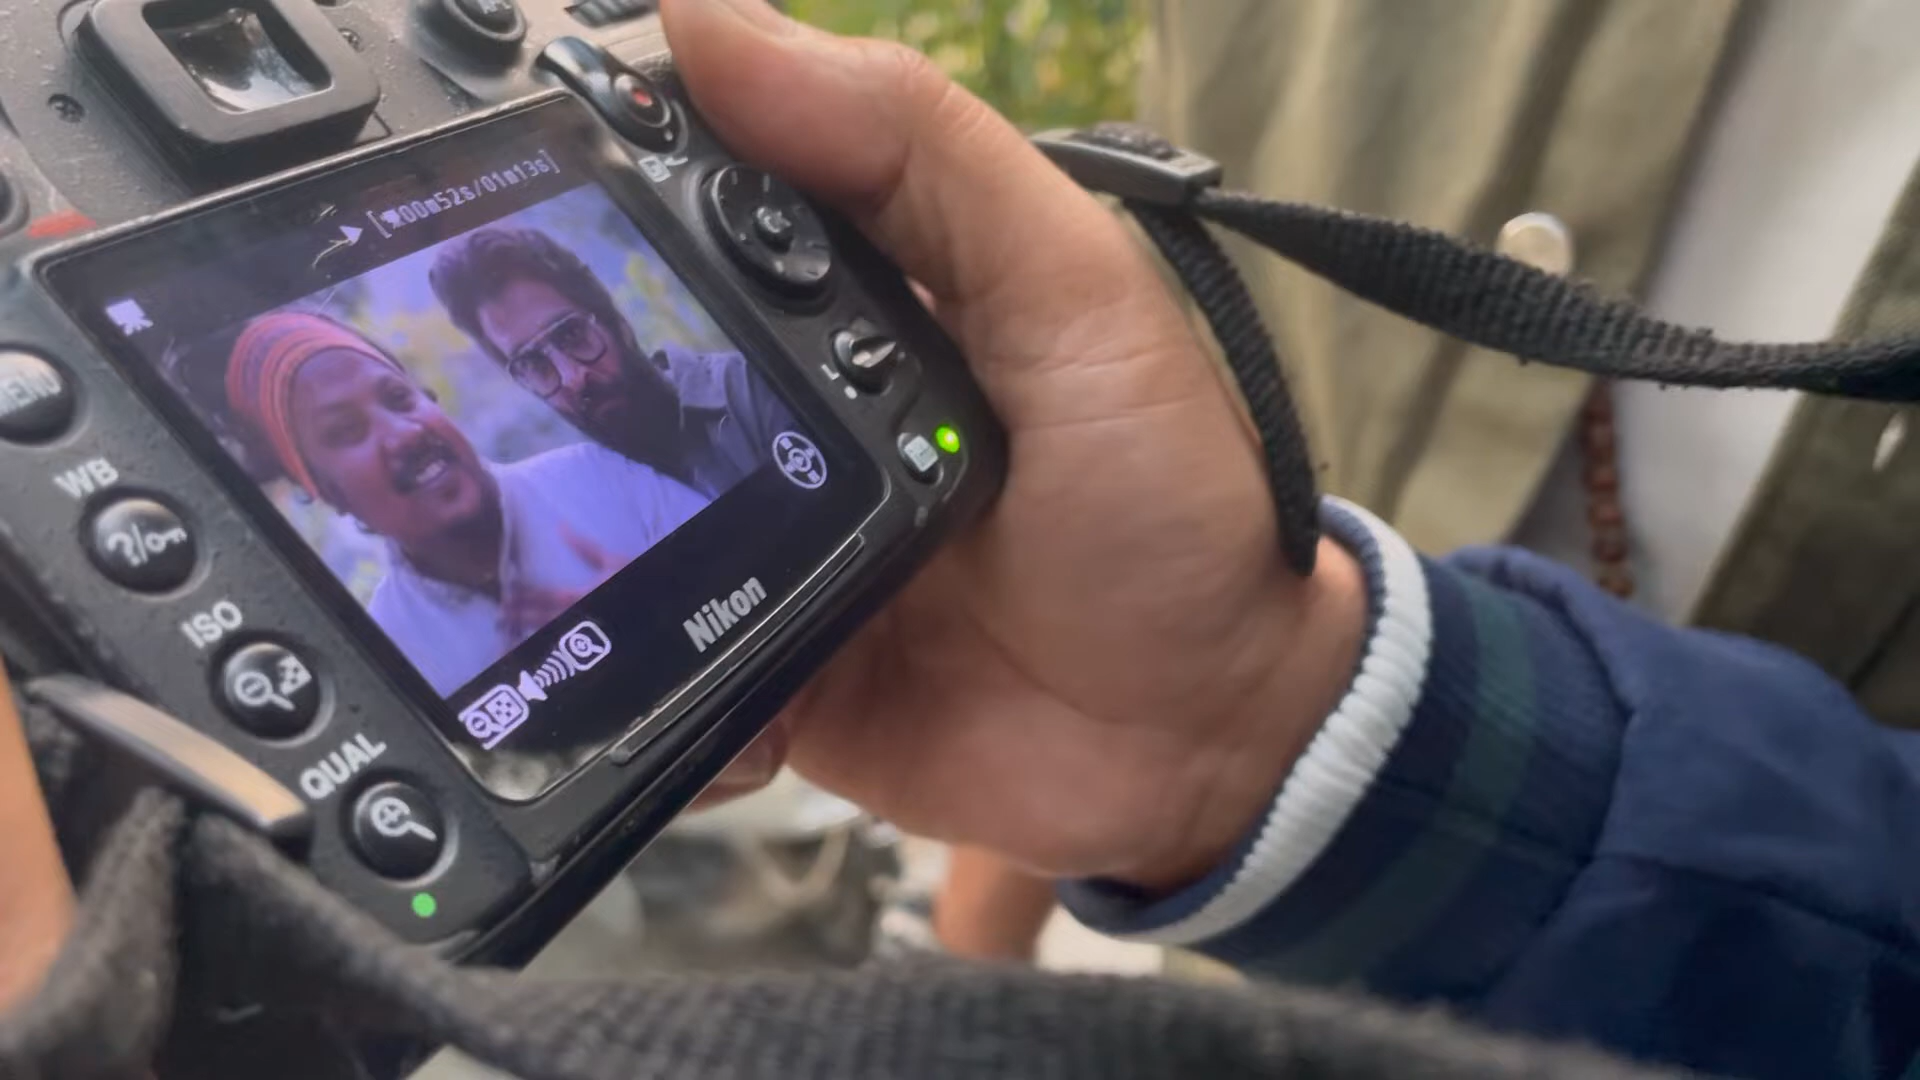 [00m52s/01m13s]
MENU
WB
?
ISO
QUAL
Nikon
L